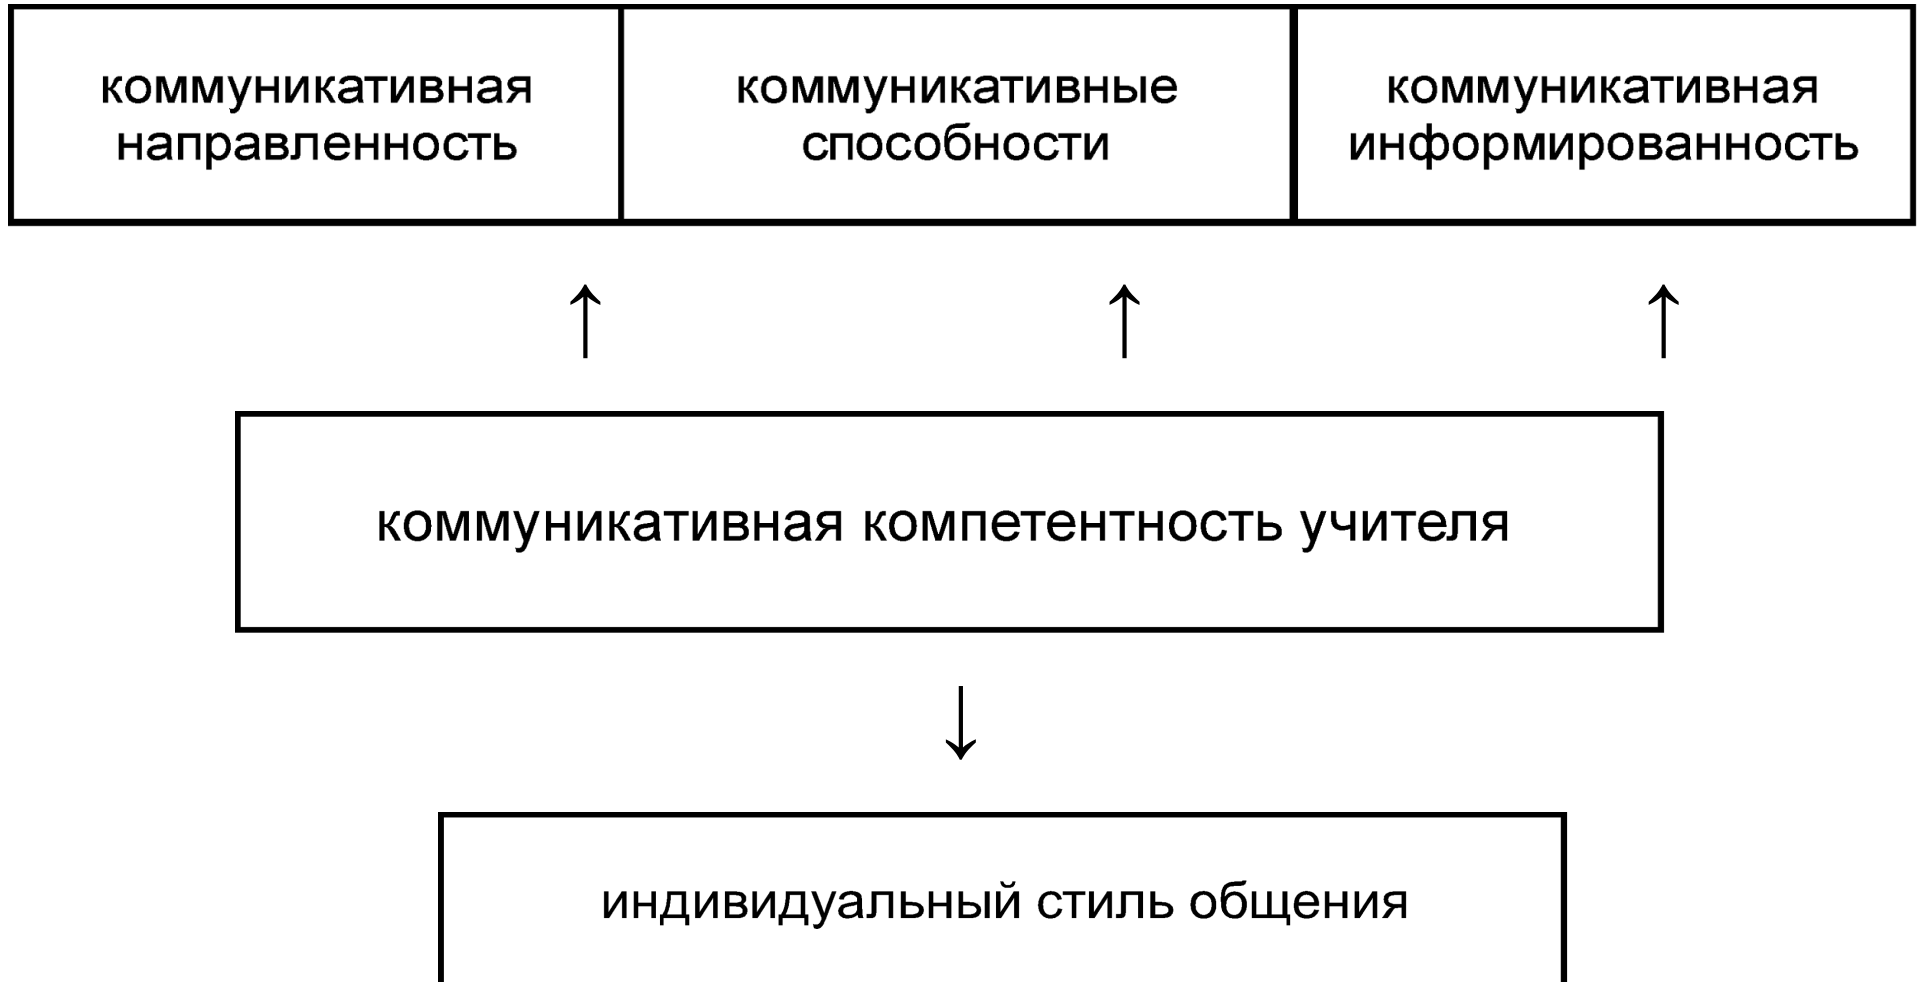 коммуникативная
направленность
коммуникативные
способности
коммуникативная
информированность
коммуникативная компетентность учителя
индивидуальный стиль общения